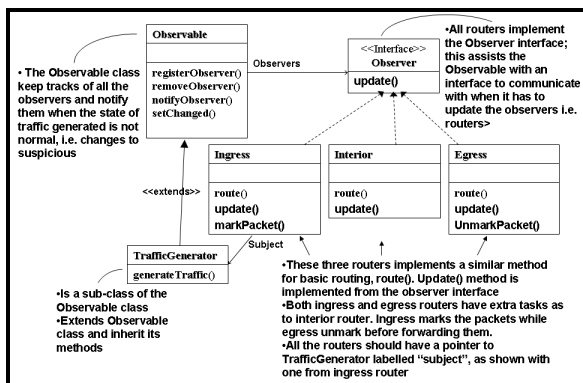 Observable
registerObserver()
removeObserver()
notifyObserver()
setChanged()
• The Observable class
keep tracks of all the
observers and notify
them when the state of
traffic generated is not
normal, i.e. changes to
suspicious
Observers
<<Interface>>
Observer
update()
•All routers implement
the Observer interface;
this assists the
Observable with an
interface to communicate
with when it has to
update the observers i.e.
routers>
<<extends>>
Ingress
route()
update()
markPacket()
Interior
route()
update()
Egress
route()
update()
UnmarkPacket()
Subject
TrafficGenerator
generateTraffic()
•Is a sub-class of the
Observable class
•Extends Observable
class and inherit its
methods
•These three routers implements a similar method
for basic routing, route(). Update() method is
implemented from the observer interface
•Both ingress and egress routers have extra tasks as
to interior router. Ingress marks the packets while
egress unmark before forwarding them.
•All the routers should have a pointer to
TrafficGenerator labelled “subject”, as shown with
one from ingress router